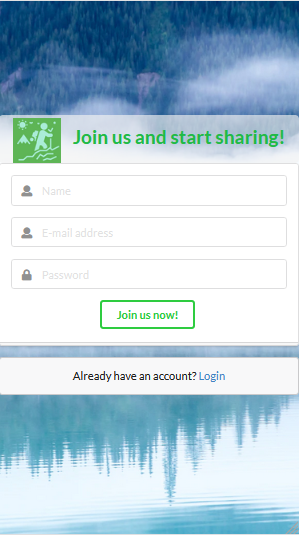 Join us and start sharing!
Name
E-mail address
Password
Join us now!
Already have an account? Login